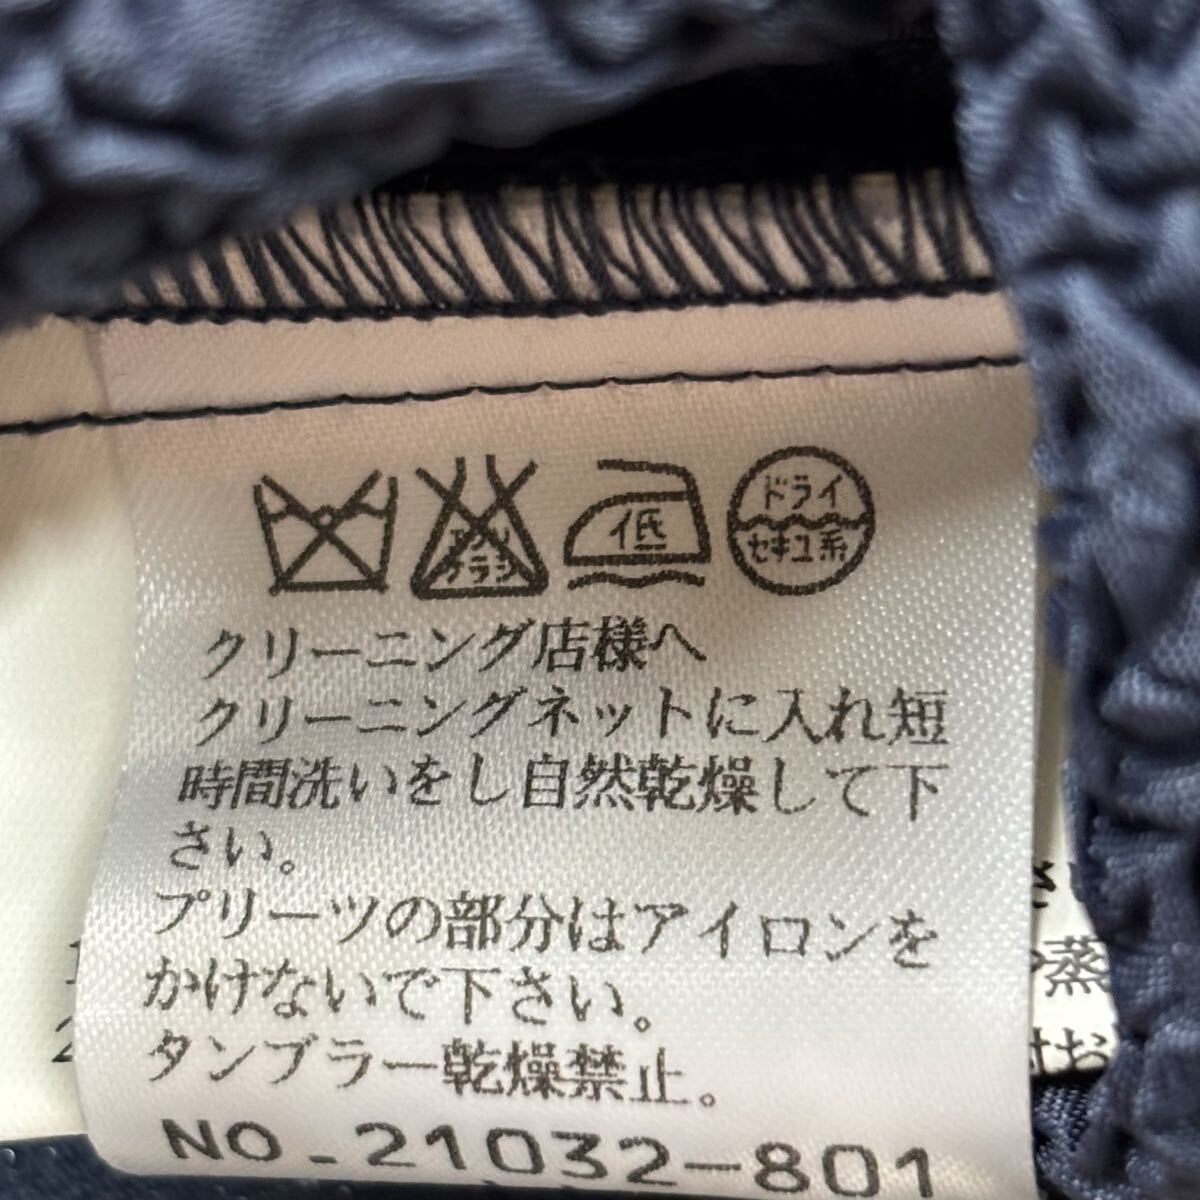 低
ドライ
セキユ系
クリーニング店様へ
クリーニングネットに入れ短
時間洗いをし自然乾燥して下
さい。
プリーツの部分はアイロンを
かけないで下さい。
タンブラー乾燥禁止。
NO.21032-801
さ
蒸
お